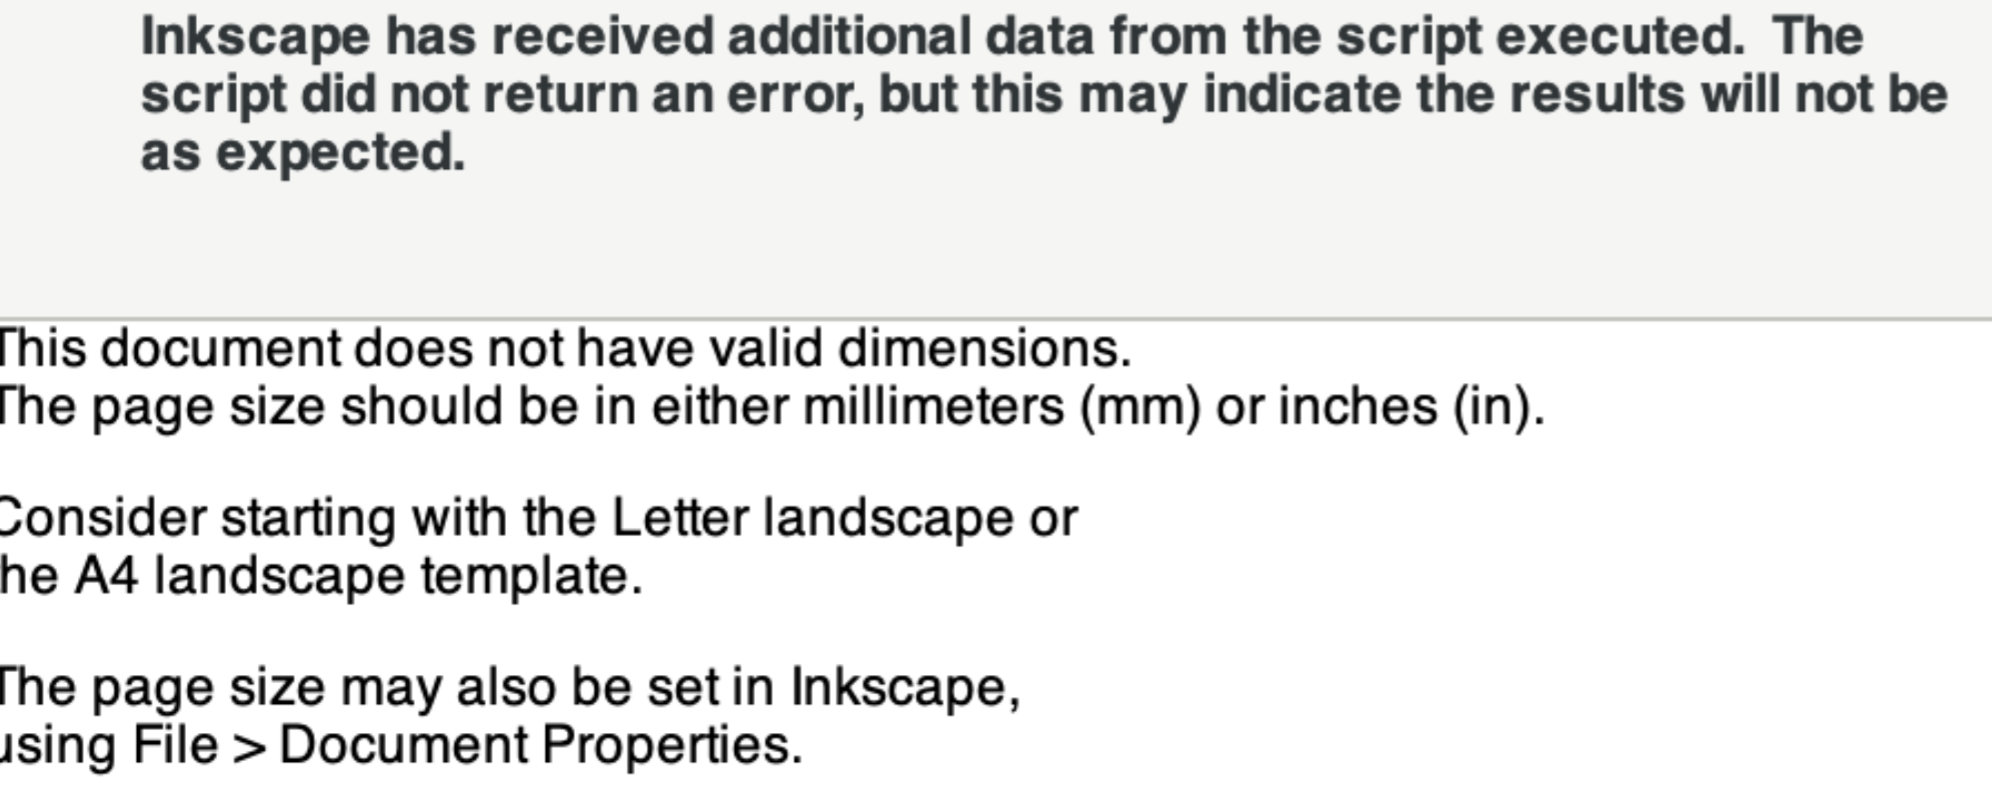 Inkscape has received additional data from the script executed.  The
script did not return an error, but this may indicate the results will not be
as expected.
This document does not have valid dimensions.
The page size should be in either millimeters (mm) or inches (in).
Consider starting with the Letter landscape or
he A4 landscape template.
The page size may also be set in Inkscape,
using File > Document Properties.